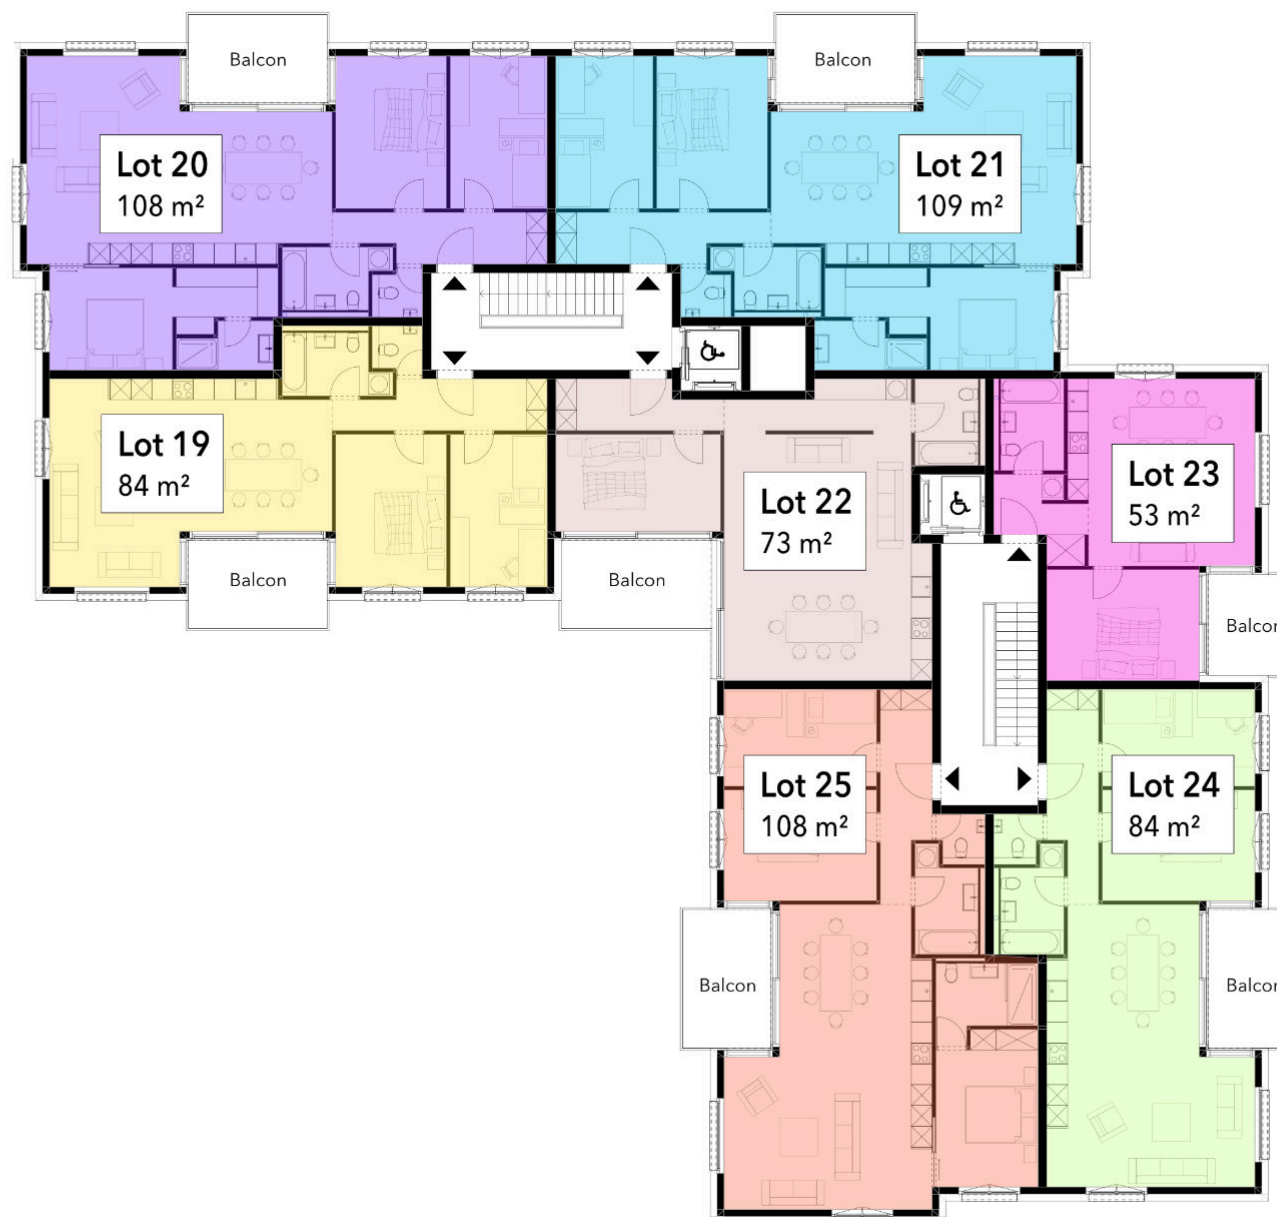 Balcon
Balcon
Lot 20
108 m²
Lot 21
109 m²
Lot 19
84 m²
Lot 22
73 m²
Lot 23
53 m²
Balcon
Balcon
Balcon
Lot 25
108 m²
Lot 24
84 m²
Balcon
Balcon